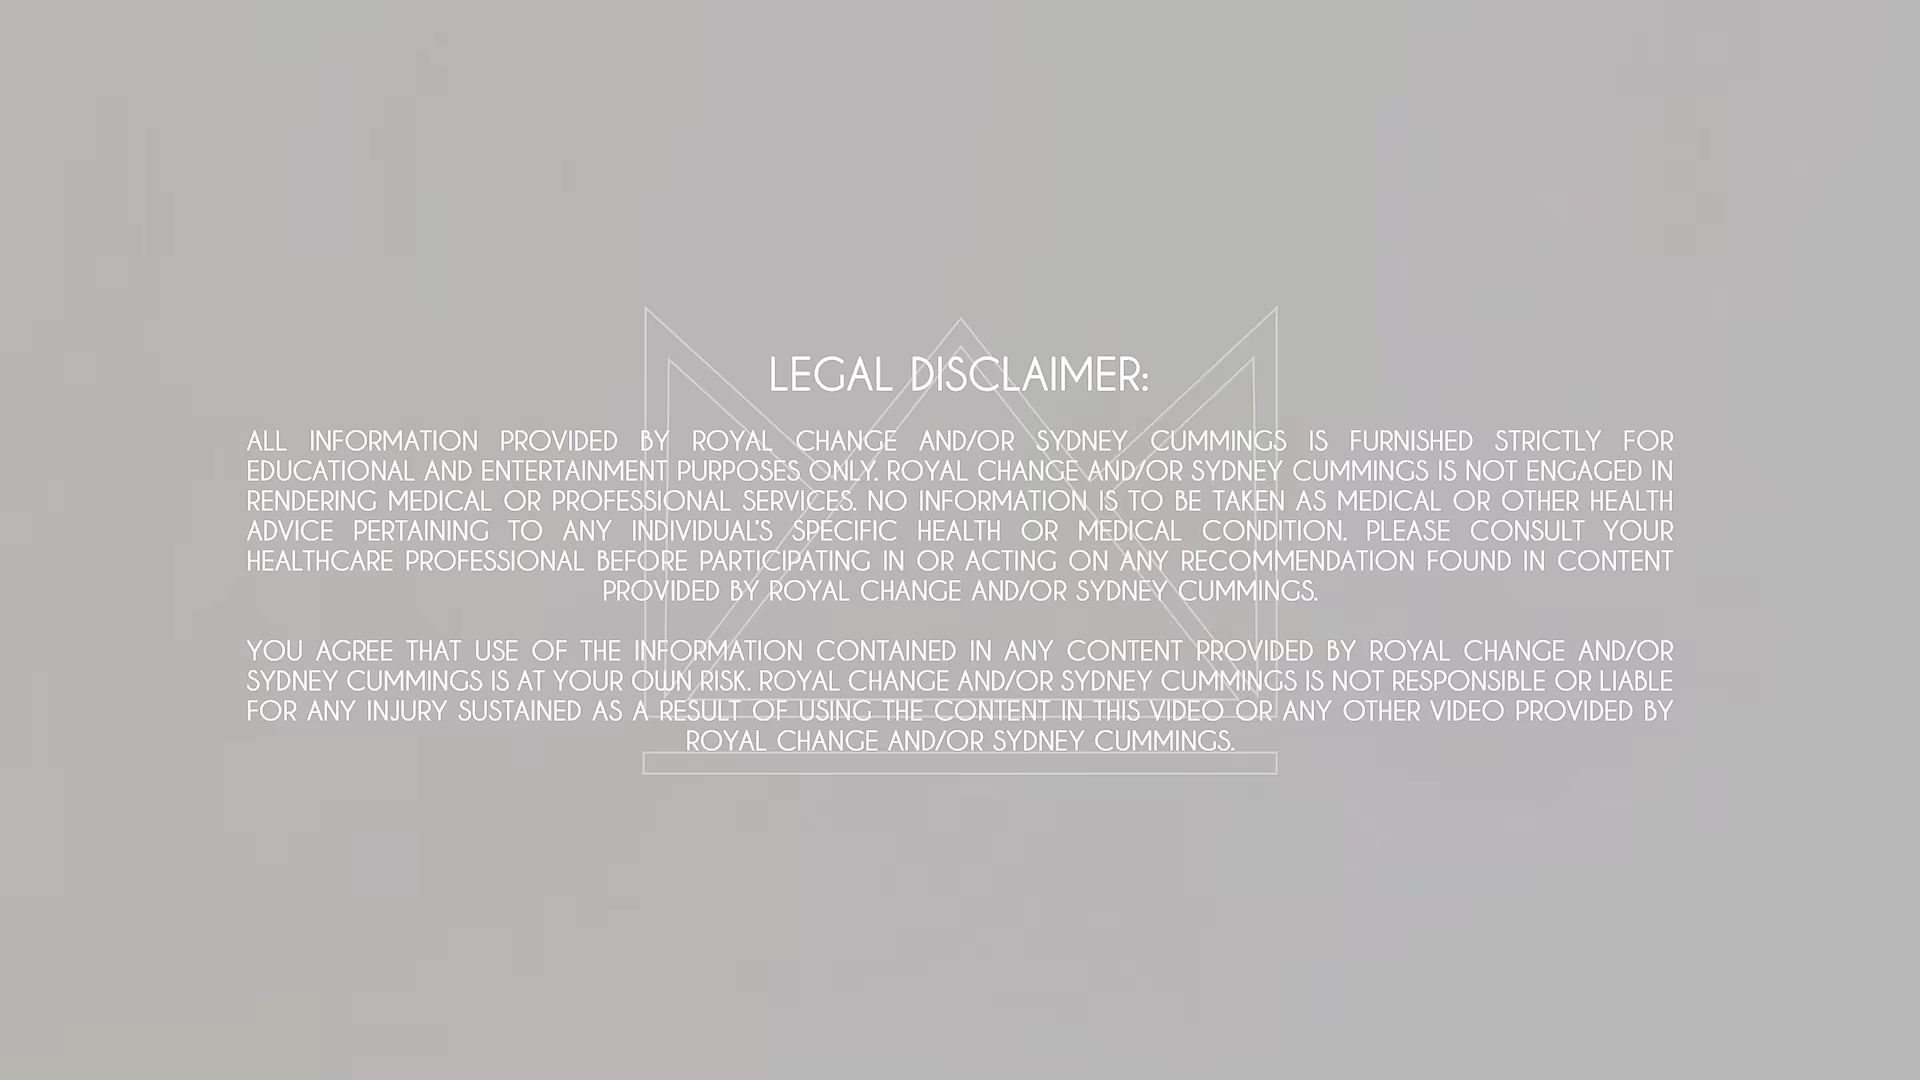 LEGAL DISCLAIMER:
ALL INFORMATION PROVIDED BY ROYAL CHANGE AND/OR SYDNEY CUMMINGS IS FURNISHED STRICTLY FOR
EDUCATIONAL AND ENTERTAINMENT PURPOSES ONLY. ROYAL CHANGE AND/OR SYDNEY CUMMINGS IS NOT ENGAGED IN
RENDERING MEDICAL OR PROFESSIONAL SERVICES. NO INFORMATION IS TO BE TAKEN AS MEDICAL OR OTHER HEALTH
ADVICE PERTAINING TO ANY INDIVIDUAL'S SPECIFIC HEALTH OR MEDICAL CONDITION. PLEASE CONSULT YOUR
HEALTHCARE PROFESSIONAL BEFORE PARTICIPATING IN OR ACTING ON ANY RECOMMENDATION FOUND IN CONTENT
PROVIDED BY ROYAL CHANGE AND/OR SYDNEY CUMMINGS.
YOU AGREE THAT USE OF THE INFORMATION CONTAINED IN ANY CONTENT PROVIDED BY ROYAL CHANGE AND/OR
SYDNEY CUMMINGS IS AT YOUR OWN RISK. ROYAL CHANGE AND/OR SYDNEY CUMMINGS IS NOT RESPONSIBLE OR LIABLE
FOR ANY INJURY SUSTAINED AS A RESULT OF USING THE CONTENT IN THIS VIDEO OR ANY OTHER VIDEO PROVIDED BY
ROYAL CHANGE AND/OR SYDNEY CUMMINGS.